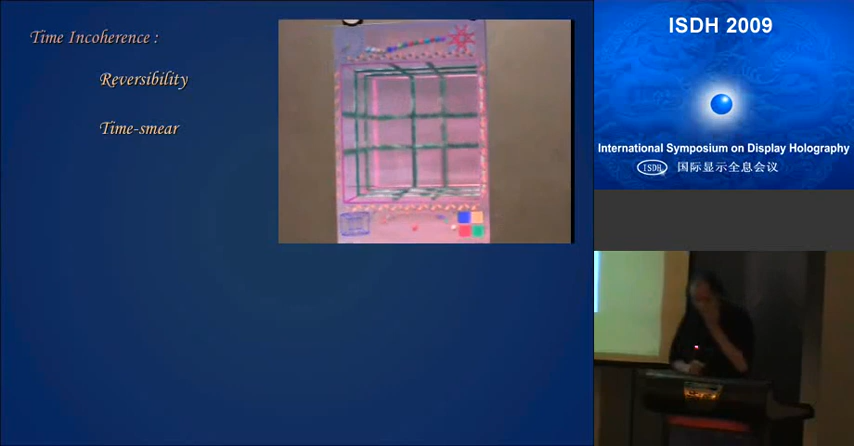 Time Incoherence :
Reversibility
Time-smear
ISDH 2009
International Symposium on Display Holography
ISDH 国际显示全息会议